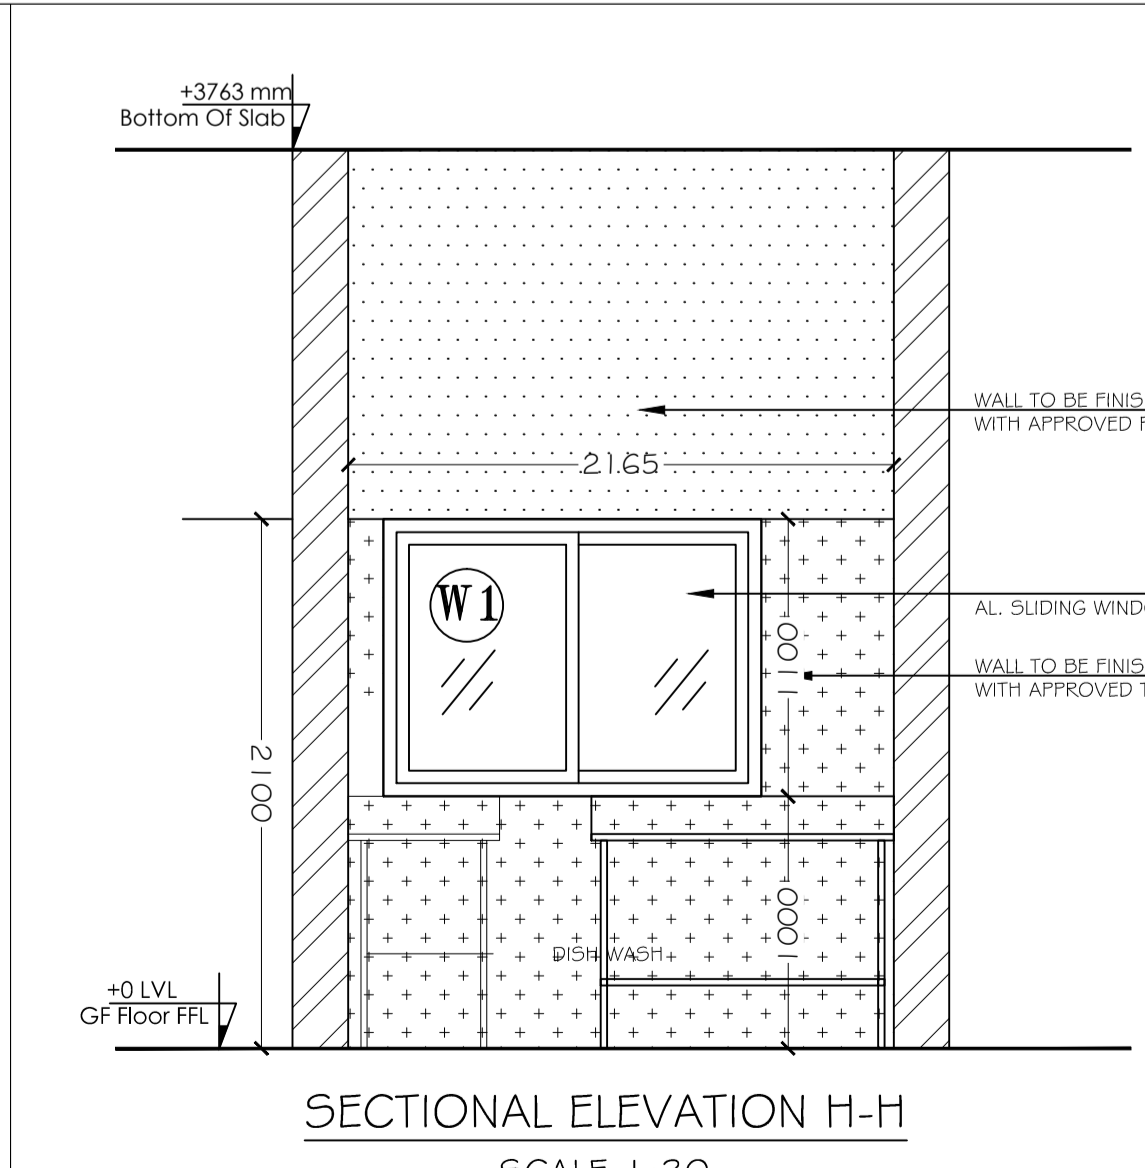 +3763 mm
Bottom Of Slab
WALL TO BE FINIS
WITH APPROVED
21.65
W1
AL. SLIDING WIND
1100
WALL TO BE FINIS
WITH APPROVED T
2100
1000
DISH WASH
+0 LVL
GF Floor FFL
SECTIONAL ELEVATION H-H